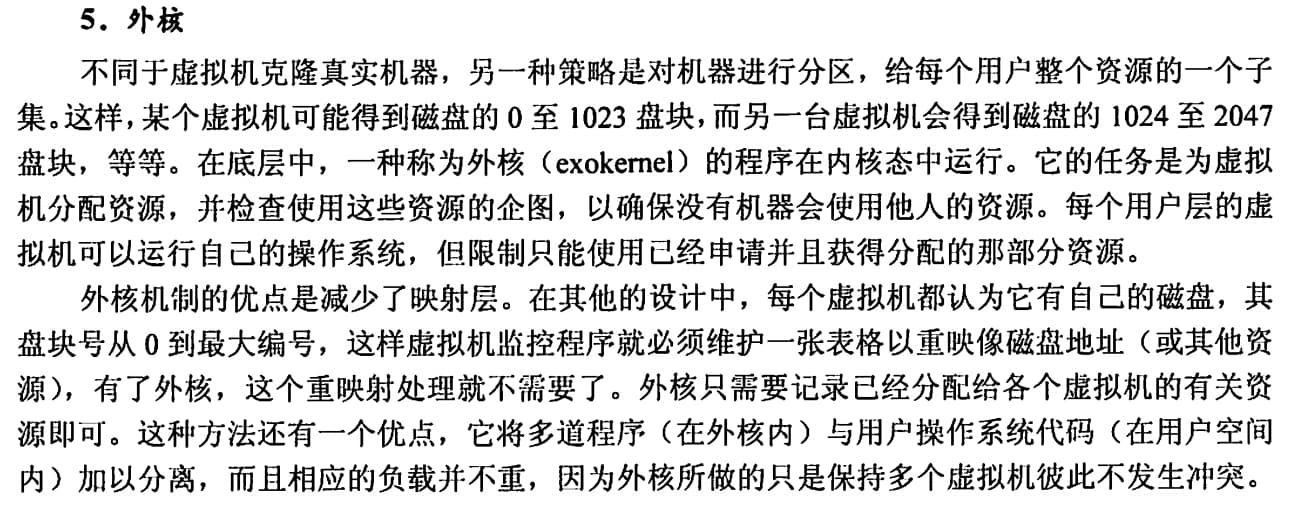 5．外核
不同于虚拟机克隆真实机器，另一种策略是对机器进行分区，给每个用户整个资源的一个子
集。这样，某个虚拟机可能得到磁盘的 0 至 1023 盘块，而另一台虚拟机会得到磁盘的 1024 至 2047
盘块，等等。在底层中，一种称为外核（exokernel）的程序在内核态中运行。它的任务是为虚拟
机分配资源，并检查使用这些资源的企图，以确保没有机器会使用他人的资源。每个用户层的虚
拟机可以运行自己的操作系统，但限制只能使用已经申请并且获得分配的那部分资源。
外核机制的优点是减少了映射层。在其他的设计中，每个虚拟机都认为它有自己的磁盘，其
盘块号从 0 到最大编号，这样虚拟机监控程序就必须维护一张表格以重映像磁盘地址（或其他资
源），有了外核，这个重映射处理就不需要了。外核只需要记录已经分配给各个虚拟机的有关资
源即可。这种方法还有一个优点，它将多道程序（在外核内）与用户操作系统代码（在用户空间
内）加以分离，而且相应的负载并不重，因为外核所做的只是保持多个虚拟机彼此不发生冲突。